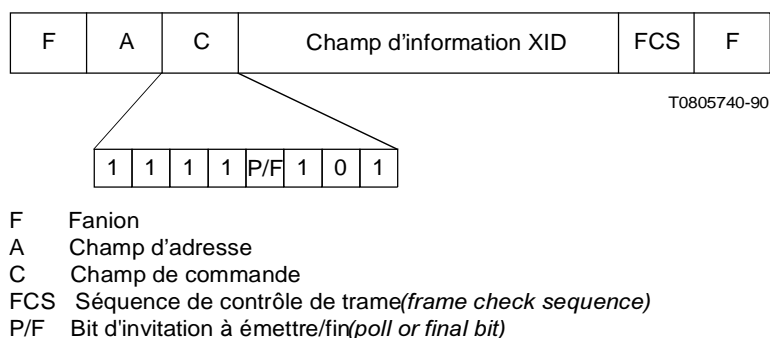 F A C Champ d'information XID FCS F
T0805740-90
1 1 1 1 P/F 1 0 1
F Fanion
A Champ d'adresse
C Champ de commande
FCS Séquence de contrôle de trame(frame check sequence)
P/F Bit d'invitation à émettre/fin(poll or final bit)